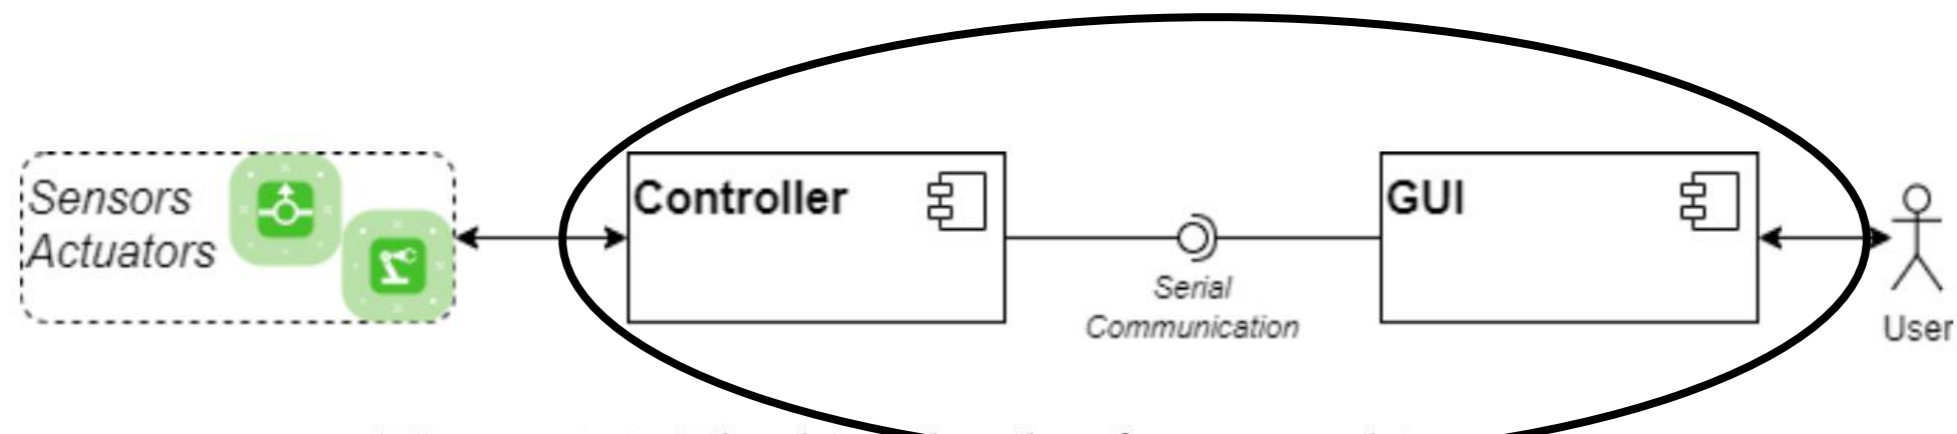 Sensors
Actuators
Controller
Serial
Communication
GUI
User